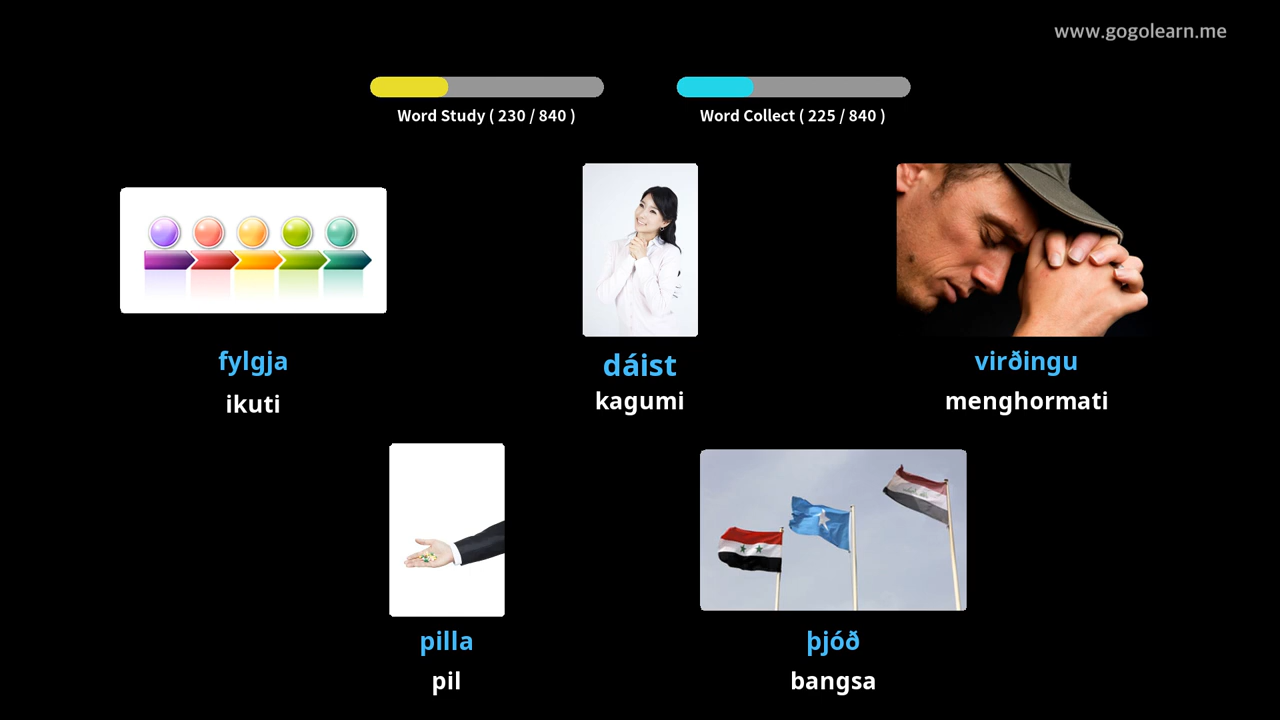 www.gogolearn.me
Word Study ( 230 / 840 )
Word Collect ( 225 / 840 )
fylgja
ikuti
dáist
kagumi
virðingu
menghormati
pilla
pil
þjóð
bangsa